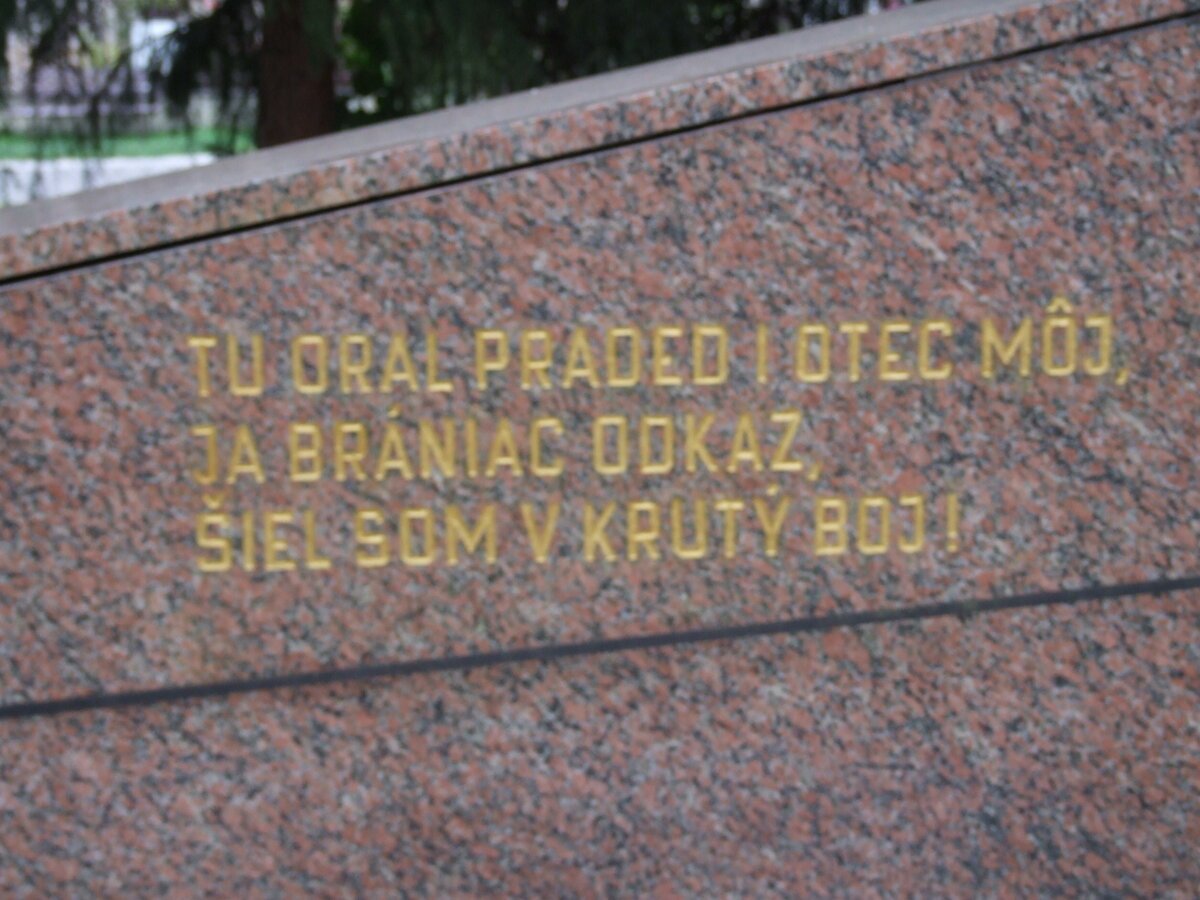 TU ORAL PRADED I OTEC MÔJ,
JA BRÁNIAC ODKAZ,
ŠIEL SOM V KRUTÝ BOJ!